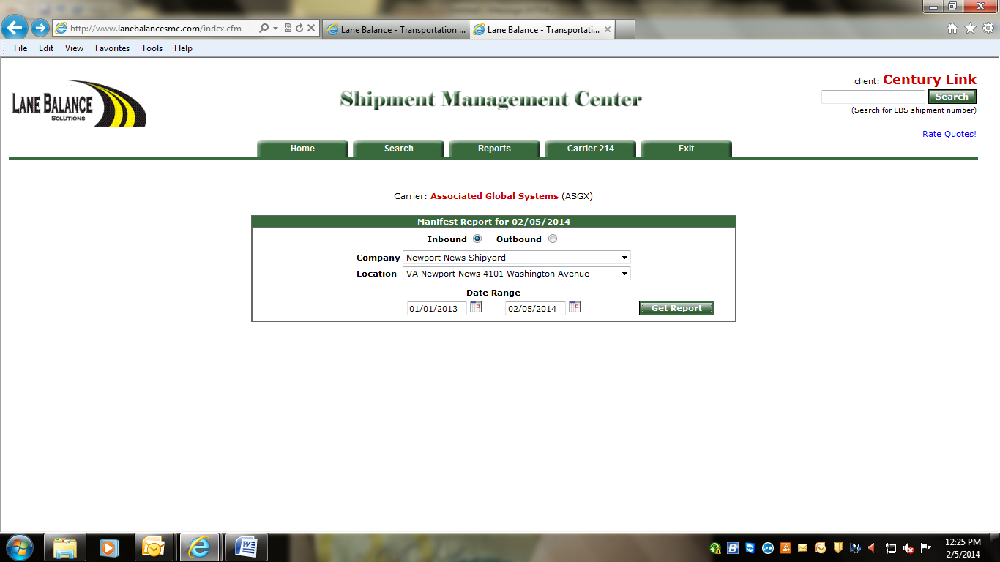 http://www.lanebalancesmc.com/index.cfm
Lane Balance - Transportation ...
Lane Balance - Transportati...
File Edit View Favorites Tools Help
LANE BALANCE
SOLUTIONS
Shipment Management Center
client: Century Link
Search
(Search for LBS shipment number)
Rate Quotes!
Home Search Reports Carrier 214 Exit
Carrier: Associated Global Systems (ASGX)
Manifest Report for 02/05/2014
Inbound Outbound
Company Newport News Shipyard
Location VA Newport News 4101 Washington Avenue
Date Range
01/01/2013 02/05/2014 Get Report
12:25 PM
2/5/2014